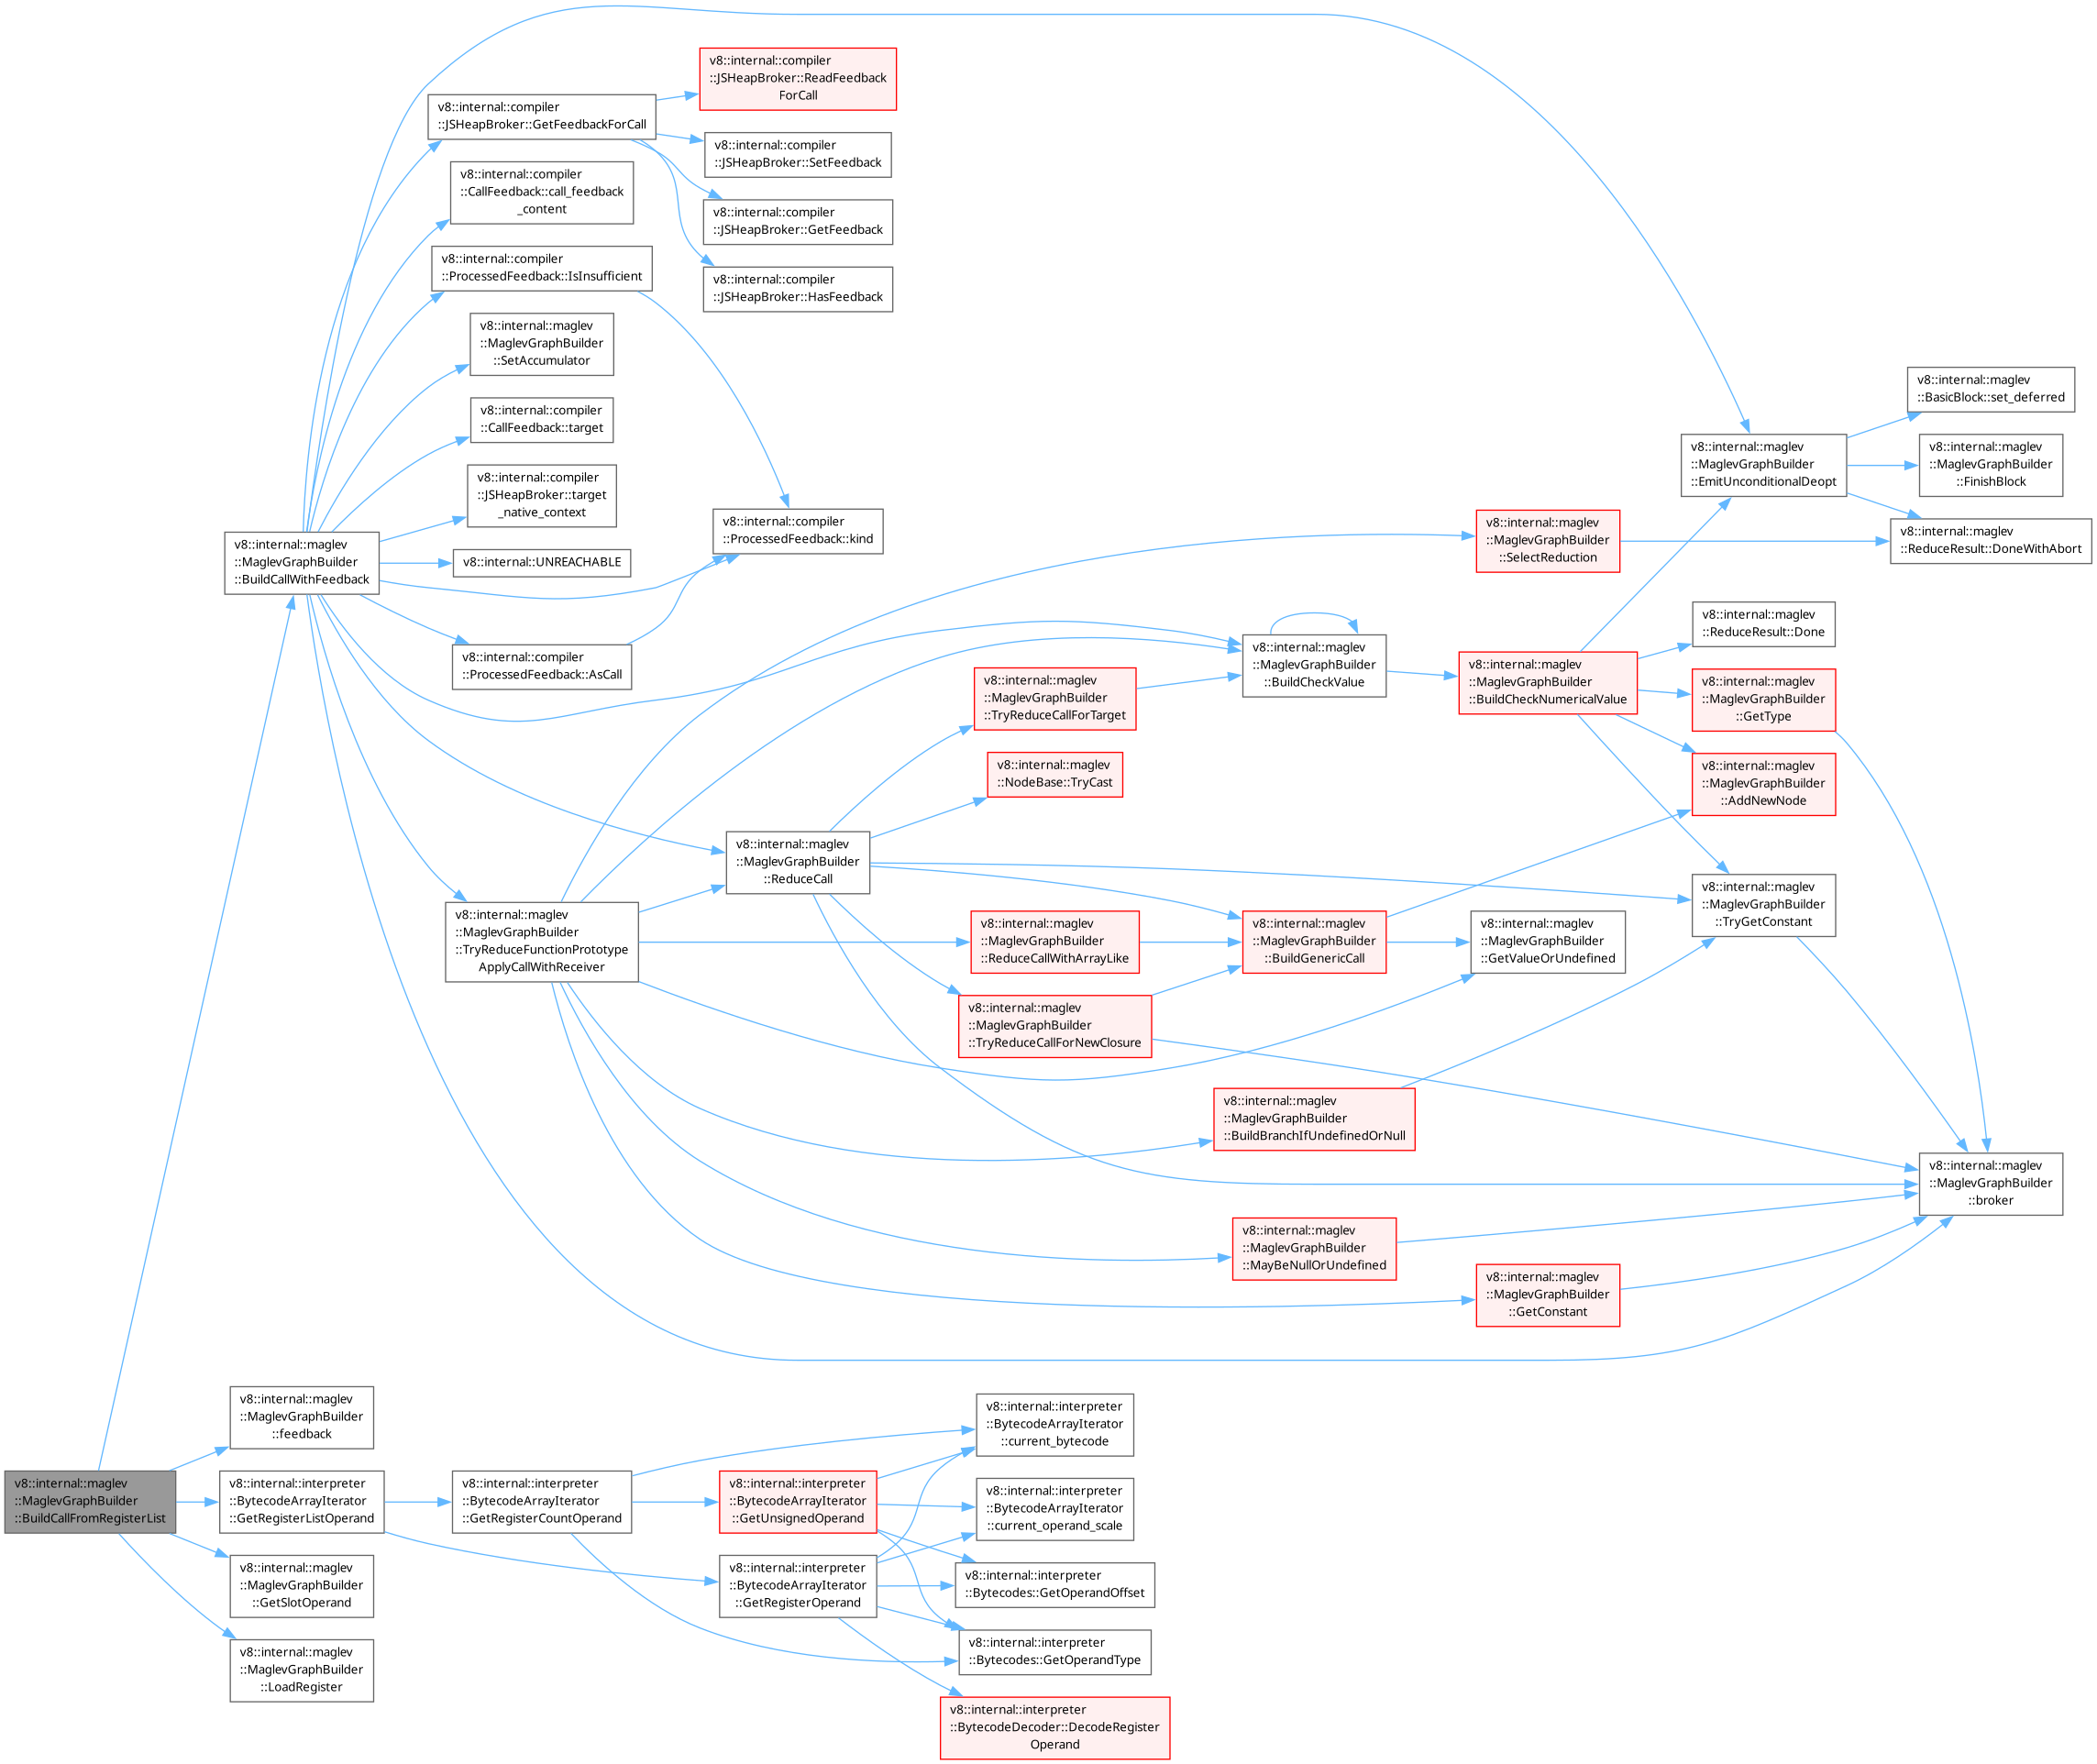 v8::internal::compiler
::JSHeapBroker::ReadFeedback
ForCall
v8::internal::compiler
::JSHeapBroker::GetFeedbackForCall
v8::internal::compiler
::JSHeapBroker::SetFeedback
v8::internal::compiler
::CallFeedback::call_feedback
_content
v8::internal::compiler
::JSHeapBroker::GetFeedback
v8::internal::compiler
::ProcessedFeedback::IsInsufficient
v8::internal::compiler
::JSHeapBroker::HasFeedback
v8::internal::maglev
::MaglevGraphBuilder
::SetAccumulator
v8::internal::compiler
::CallFeedback::target
v8::internal::maglev
::BasicBlock::set_deferred
v8::internal::maglev
::MaglevGraphBuilder
::EmitUnconditionalDeopt
v8::internal::maglev
::MaglevGraphBuilder
::FinishBlock
v8::internal::compiler
::JSHeapBroker::target
_native_context
v8::internal::compiler
::ProcessedFeedback::kind
v8::internal::maglev
::MaglevGraphBuilder
::SelectReduction
v8::internal::maglev
::ReduceResult::DoneWithAbort
v8::internal::maglev
::MaglevGraphBuilder
::BuildCallWithFeedback
v8::internal::UNREACHABLE
v8::internal::maglev
::ReduceResult::Done
v8::internal::compiler
::ProcessedFeedback::AsCall
v8::internal::maglev
::MaglevGraphBuilder
::BuildCheckValue
v8::internal::maglev
::MaglevGraphBuilder
::BuildCheckNumericalValue
v8::internal::maglev
::MaglevGraphBuilder
::TryReduceCallForTarget
v8::internal::maglev
::MaglevGraphBuilder
::GetType
v8::internal::maglev
::NodeBase::TryCast
v8::internal::maglev
::MaglevGraphBuilder
::AddNewNode
v8::internal::maglev
::MaglevGraphBuilder
::ReduceCall
v8::internal::maglev
::MaglevGraphBuilder
::TryGetConstant
v8::internal::maglev
::MaglevGraphBuilder
::TryReduceFunctionPrototype
ApplyCallWithReceiver
v8::internal::maglev
::MaglevGraphBuilder
::ReduceCallWithArrayLike
v8::internal::maglev
::MaglevGraphBuilder
::BuildGenericCall
v8::internal::maglev
::MaglevGraphBuilder
::GetValueOrUndefined
v8::internal::maglev
::MaglevGraphBuilder
::TryReduceCallForNewClosure
v8::internal::maglev
::MaglevGraphBuilder
::BuildBranchIfUndefinedOrNull
v8::internal::maglev
::MaglevGraphBuilder
::broker
v8::internal::maglev
::MaglevGraphBuilder
::MayBeNullOrUndefined
v8::internal::maglev
::MaglevGraphBuilder
::GetConstant
v8::internal::maglev
::MaglevGraphBuilder
::feedback
v8::internal::interpreter
::BytecodeArrayIterator
::current_bytecode
v8::internal::maglev
::MaglevGraphBuilder
::BuildCallFromRegisterList
v8::internal::interpreter
::BytecodeArrayIterator
::GetRegisterListOperand
v8::internal::interpreter
::BytecodeArrayIterator
::GetRegisterCountOperand
v8::internal::interpreter
::BytecodeArrayIterator
::GetUnsignedOperand
v8::internal::interpreter
::BytecodeArrayIterator
::current_operand_scale
v8::internal::maglev
::MaglevGraphBuilder
::GetSlotOperand
v8::internal::interpreter
::BytecodeArrayIterator
::GetRegisterOperand
v8::internal::interpreter
::Bytecodes::GetOperandOffset
v8::internal::maglev
::MaglevGraphBuilder
::LoadRegister
v8::internal::interpreter
::Bytecodes::GetOperandType
v8::internal::interpreter
::BytecodeDecoder::DecodeRegister
Operand